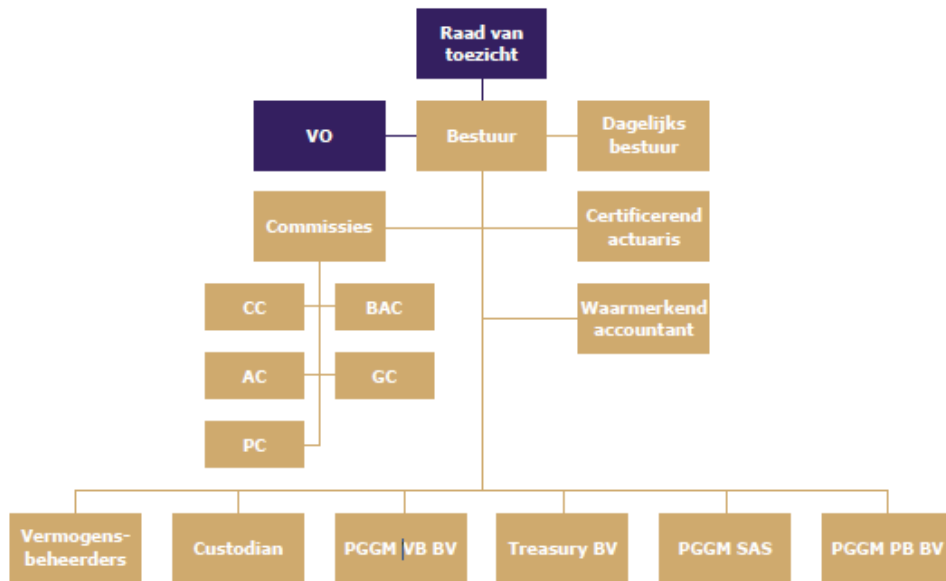 Raad van
toezicht
VO
Bestuur
Dagelijks
bestuur
Commissies
Certificerend
actuaris
CC
BAC
Waarmerkend
accountant
AC
GC
PC
Vermogens-
beheerders
Custodian
PGGM VB BV
Treasury BV
PGGM SAS
PGGM PB BV